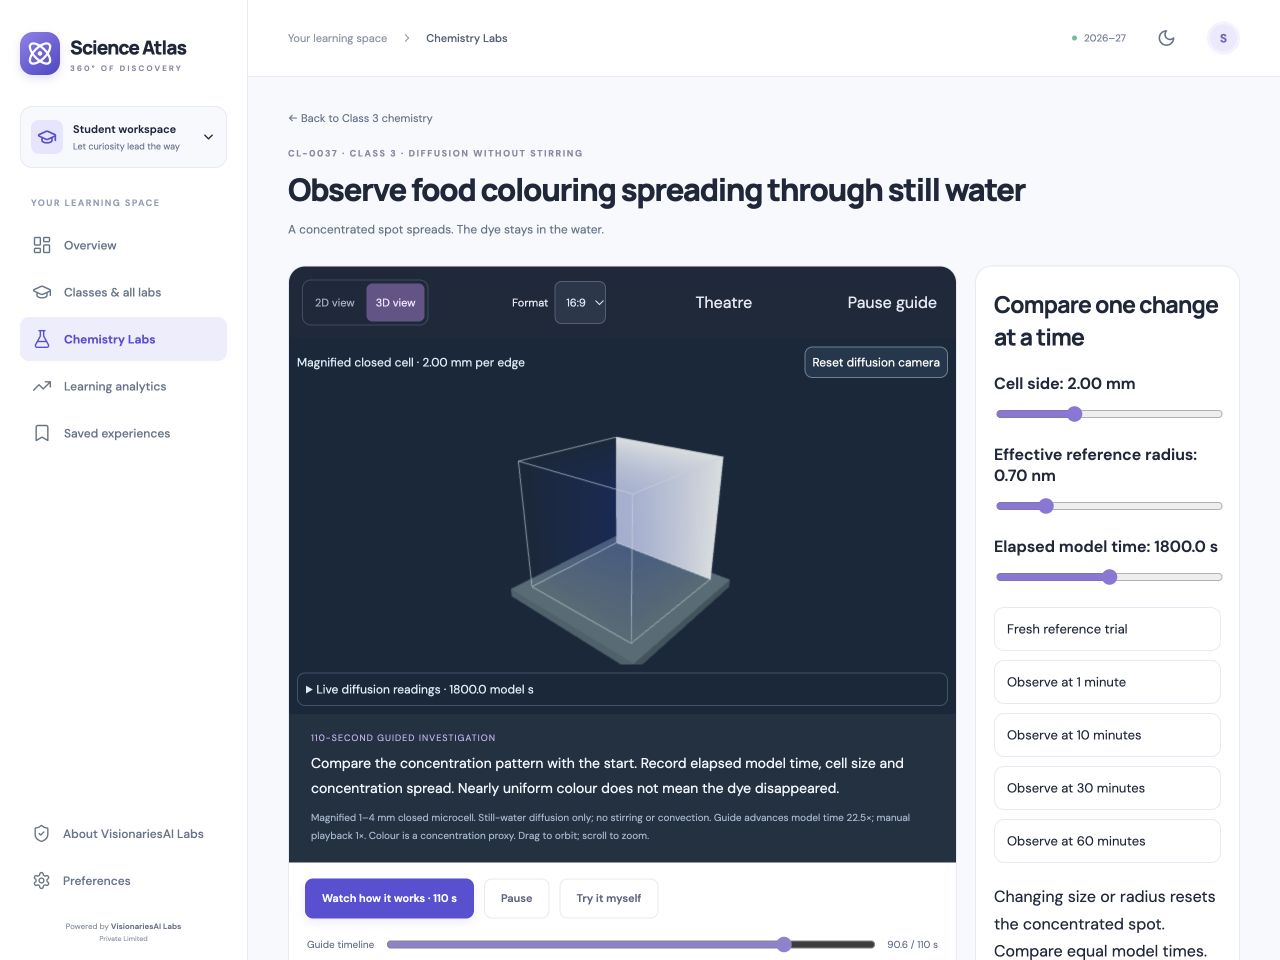 Science Atlas
360° OF DISCOVERY
Student workspace
Let curiosity lead the way
YOUR LEARNING SPACE
Overview
Classes & all labs
Chemistry Labs
Learning analytics
Saved experiences
About VisionariesAI Labs
Preferences
Powered by VisionariesAI Labs
Private Limited
Your learning space > Chemistry Labs
2026–27
S
← Back to Class 3 chemistry
CL-0037 · CLASS 3 · DIFFUSION WITHOUT STIRRING
Observe food colouring spreading through still water
A concentrated spot spreads. The dye stays in the water.
2D view 3D view Format 16:9 Theatre Pause guide
Magnified closed cell · 2.00 mm per edge
Reset diffusion camera
▶ Live diffusion readings · 1800.0 model s
110-SECOND GUIDED INVESTIGATION
Compare the concentration pattern with the start. Record elapsed model time, cell size and
concentration spread. Nearly uniform colour does not mean the dye disappeared.
Magnified 1–4 mm closed microcell. Still-water diffusion only; no stirring or convection. Guide advances model time 22.5×; manual
playback 1×. Colour is a concentration proxy. Drag to orbit; scroll to zoom.
Watch how it works · 110 s Pause Try it myself
Guide timeline 90.6 / 110 s
Compare one change
at a time
Cell side: 2.00 mm
Effective reference radius:
0.70 nm
Elapsed model time: 1800.0 s
Fresh reference trial
Observe at 1 minute
Observe at 10 minutes
Observe at 30 minutes
Observe at 60 minutes
Changing size or radius resets
the concentrated spot.
Compare equal model times.